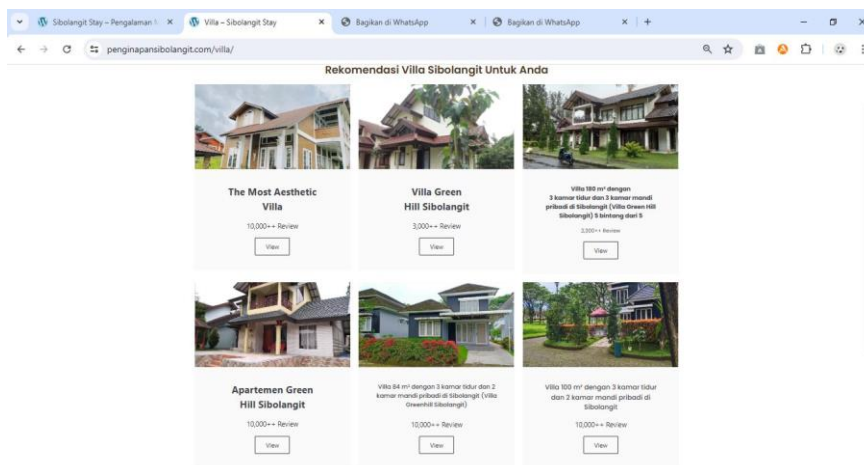 Sibolangit Stay – Pengalaman
Villa – Sibolangit Stay
Bagikan di WhatsApp
Bagikan di WhatsApp
penginapansibolangit.com/villa/
Rekomendasi Villa Sibolangit Untuk Anda
The Most Aesthetic
Villa
10,000++ Review
View
Villa Green
Hill Sibolangit
3,000++ Review
View
Villa 180 m² dengan
3 kamar tidur dan 3 kamar mandi
pribadi di Sibolangit (Villa Green Hill
Sibolangit) 5 bintang dari 5
3,200++ Review
View
Apartemen Green
Hill Sibolangit
10,000++ Review
View
Villa 84 m² dengan 3 kamar tidur dan 2
kamar mandi pribadi di Sibolangit (Villa
Greenhill Sibolangit)
10,000++ Review
View
Villa 100 m² dengan 3 kamar tidur
dan 2 kamar mandi pribadi di
Sibolangit
10,000++ Review
View